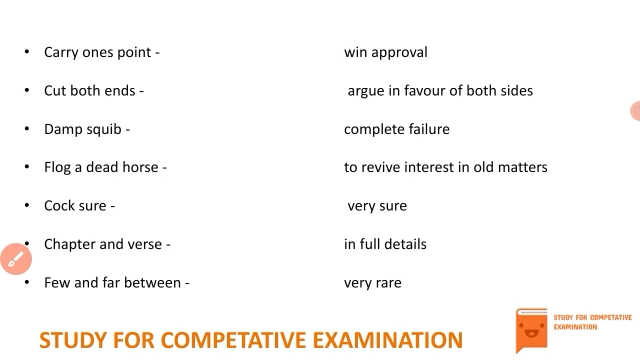 • Carry ones point - win approval
• Cut both ends - argue in favour of both sides
• Damp squib - complete failure
• Flog a dead horse - to revive interest in old matters
• Cock sure - very sure
• Chapter and verse - in full details
• Few and far between - very rare
STUDY FOR COMPETATIVE EXAMINATION
STUDY FOR COMPETATIVE
EXAMINATION